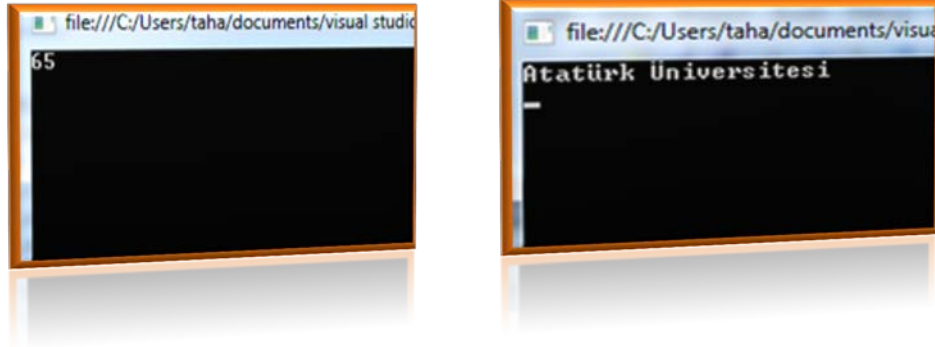 file:///C:/Users/taha/documents/visual studio
65
file:///C:/Users/taha/documents/visua
Atatürk Üniversitesi